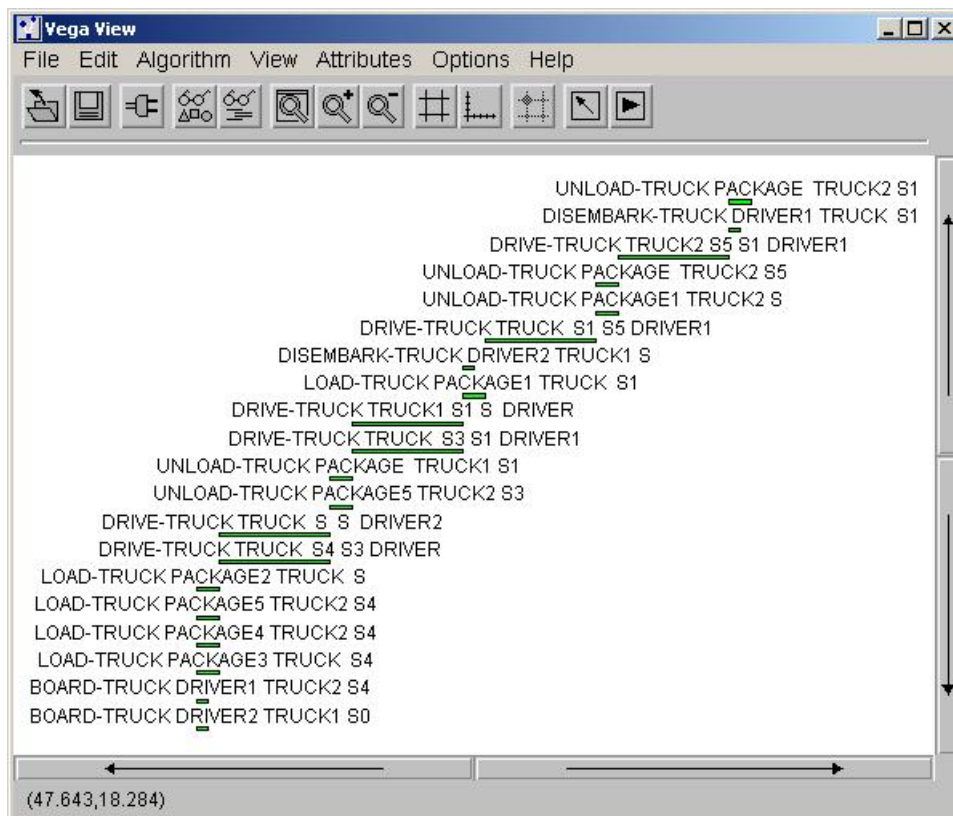 Vega View
File Edit Algorithm View Attributes Options Help
UNLOAD-TRUCK PACKAGE TRUCK2 S1
DISEMBARK-TRUCK DRIVER1 TRUCK S1
DRIVE-TRUCK TRUCK2 S5 S1 DRIVER1
UNLOAD-TRUCK PACKAGE TRUCK2 S5
UNLOAD-TRUCK PACKAGE1 TRUCK2 S
DRIVE-TRUCK TRUCK S1 S5 DRIVER1
DISEMBARK-TRUCK DRIVER2 TRUCK1 S
LOAD-TRUCK PACKAGE1 TRUCK S1
DRIVE-TRUCK TRUCK1 S1 S DRIVER
DRIVE-TRUCK TRUCK S3 S1 DRIVER1
UNLOAD-TRUCK PACKAGE TRUCK1 S1
UNLOAD-TRUCK PACKAGE5 TRUCK2 S3
DRIVE-TRUCK TRUCK S S DRIVER2
DRIVE-TRUCK TRUCK S4 S3 DRIVER
LOAD-TRUCK PACKAGE2 TRUCK S
LOAD-TRUCK PACKAGE5 TRUCK2 S4
LOAD-TRUCK PACKAGE4 TRUCK2 S4
LOAD-TRUCK PACKAGE3 TRUCK S4
BOARD-TRUCK DRIVER1 TRUCK2 S4
BOARD-TRUCK DRIVER2 TRUCK1 S0
(47.643,18.284)